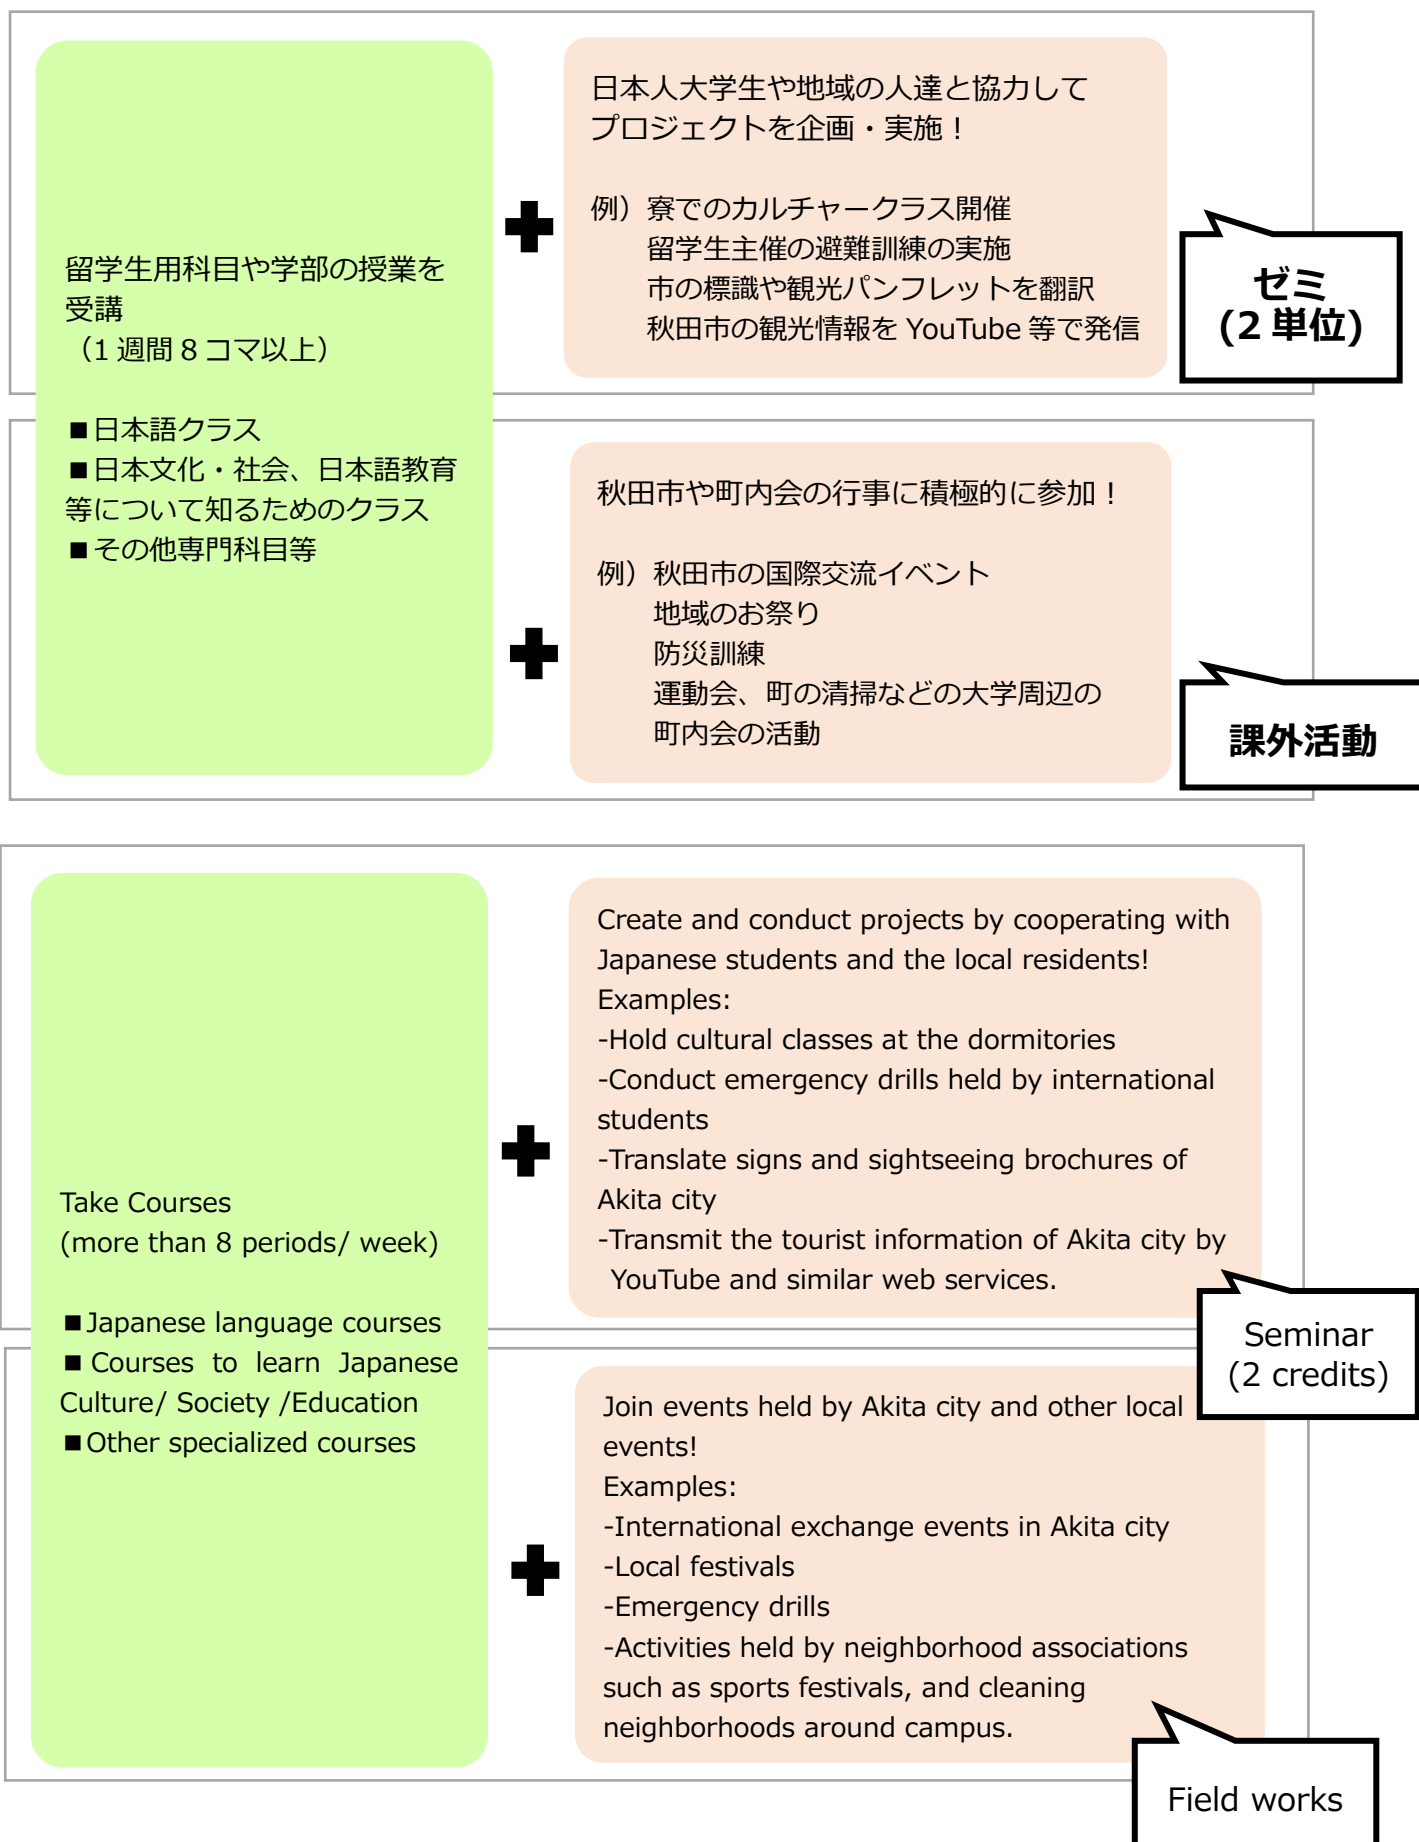 留学生用科目や学部の授業を
受講
（1 週間 8 コマ以上）
■日本語クラス
■日本文化・社会、日本語教育
等について知るためのクラス
■その他専門科目等
日本人大学生や地域の人達と協力して
プロジェクトを企画・実施！
例）寮でのカルチャークラス開催
留学生主催の避難訓練の実施
市の標識や観光パンフレットを翻訳
秋田市の観光情報を YouTube 等で発信
ゼミ
(2 単位)
秋田市や町内会の行事に積極的に参加！
例）秋田市の国際交流イベント
地域のお祭り
防災訓練
運動会、町の清掃などの大学周辺の
町内会の活動
課外活動
Take Courses
(more than 8 periods/ week)
■Japanese language courses
■Courses to learn Japanese
Culture/ Society /Education
■Other specialized courses
Create and conduct projects by cooperating with
Japanese students and the local residents!
Examples:
-Hold cultural classes at the dormitories
-Conduct emergency drills held by international
students
-Translate signs and sightseeing brochures of
Akita city
-Transmit the tourist information of Akita city by
YouTube and similar web services.
Seminar
(2 credits)
Join events held by Akita city and other local
events!
Examples:
-International exchange events in Akita city
-Local festivals
-Emergency drills
-Activities held by neighborhood associations
such as sports festivals, and cleaning
neighborhoods around campus.
Field works